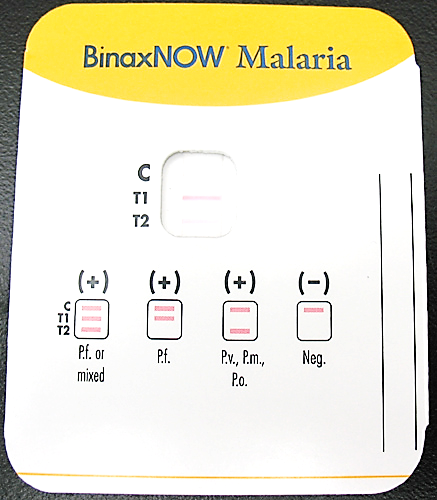 BinaxNOW® Malaria
C
T1
T2
(+) (+) (+) (-)
C
T1
T2
P.f. or
mixed
P.f.
P.v., P.m.,
P.o.
Neg.